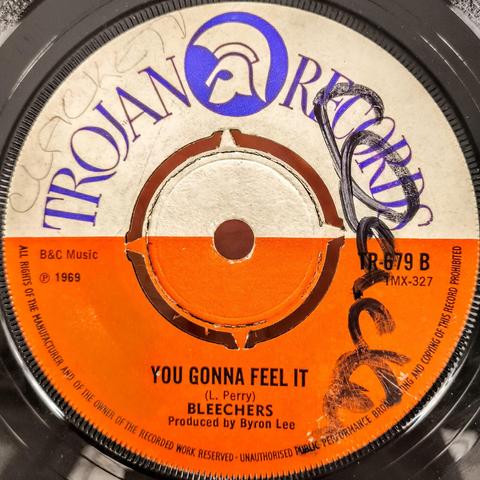 TROJAN RECORDS
B&C Music
℗ 1969
TR-679 B
TMX-327
YOU GONNA FEEL IT
(L. Perry)
BLEECHERS
Produced by Byron Lee
ALL RIGHTS OF THE MANUFACTURER AND OF THE OWNER OF THE RECORDED WORK RESERVED · UNAUTHORISED PUBLIC PERFORMANCE BROADCASTING AND COPYING OF THIS RECORD PROHIBITED